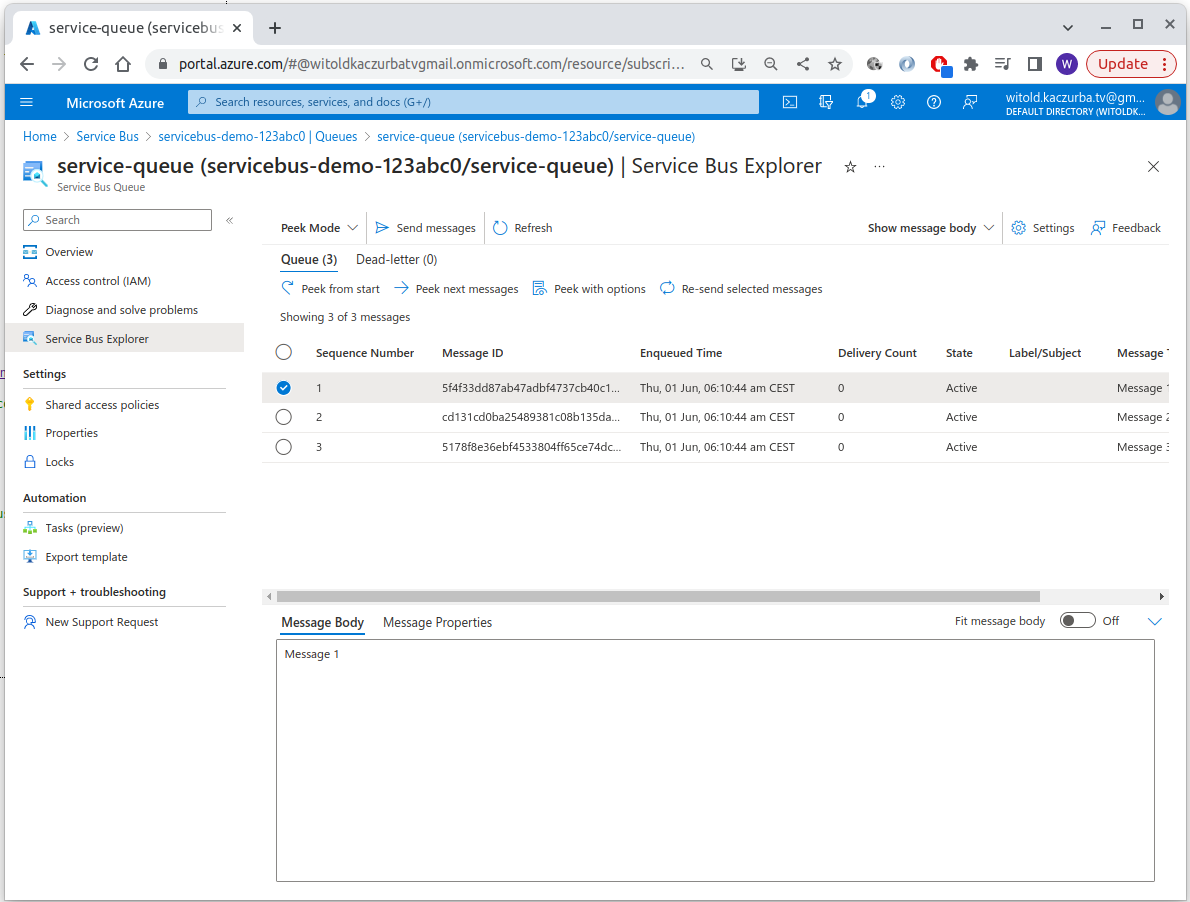 service-queue (servicebus
portal.azure.com/#@witoldkaczurbatvgmail.onmicrosoft.com/resource/subscri...
W
Update
Microsoft Azure
Search resources, services, and docs (G+/)
1
witold.kaczurba.tv@gm...
DEFAULT DIRECTORY (WITOLDK...
Home > Service Bus > servicebus-demo-123abc0 | Queues > service-queue (servicebus-demo-123abc0/service-queue)
service-queue (servicebus-demo-123abc0/service-queue) | Service Bus Explorer
Service Bus Queue
Search
Overview
Access control (IAM)
Diagnose and solve problems
Service Bus Explorer
Settings
Shared access policies
Properties
Locks
Automation
Tasks (preview)
Export template
Support + troubleshooting
New Support Request
Peek Mode Send messages Refresh Show message body Settings Feedback
Queue (3) Dead-letter (0)
Peek from start Peek next messages Peek with options Re-send selected messages
Showing 3 of 3 messages
Sequence Number Message ID Enqueued Time Delivery Count State Label/Subject Message
1 5f4f33dd87ab47adbf4737cb40c1... Thu, 01 Jun, 06:10:44 am CEST 0 Active Message 1
2 cd131cd0ba25489381c08b135da... Thu, 01 Jun, 06:10:44 am CEST 0 Active Message 2
3 5178f8e36ebf4533804ff65ce74dc... Thu, 01 Jun, 06:10:44 am CEST 0 Active Message 3
Message Body Message Properties Fit message body Off
Message 1